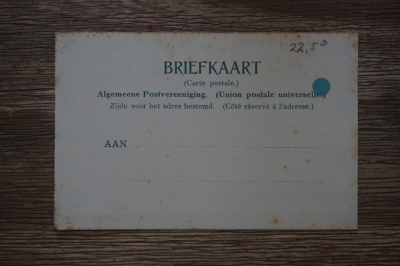 22,50
BRIEFKAART
(Carte postale.)
Algemeene Postvereeniging. (Union postale universelle)
Zijde voor het adres bestemd. (Côté réservé à l'adresse.)
AAN